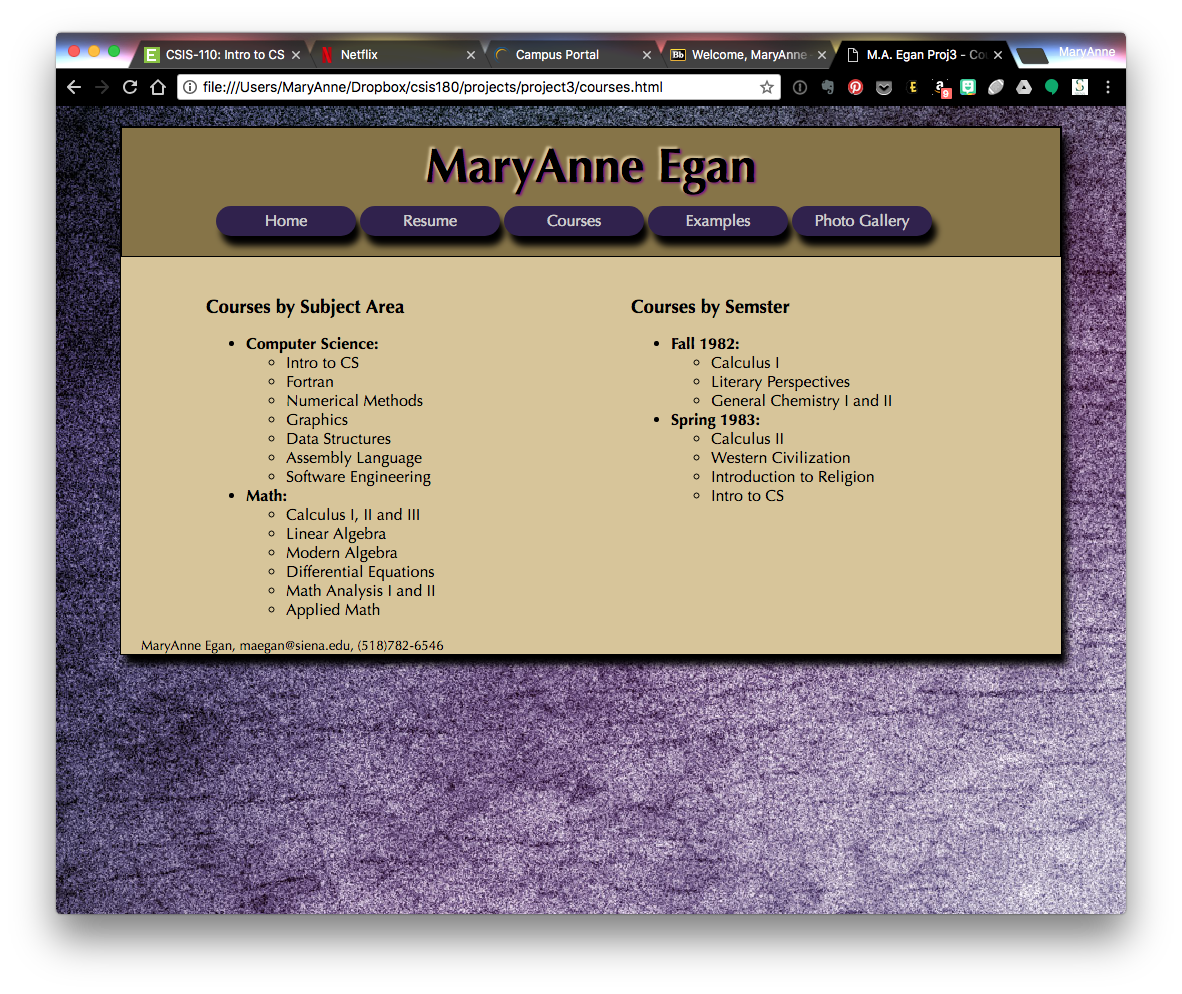 CSIS-110: Intro to CS
Netflix
Campus Portal
Bb Welcome, MaryAnne
M.A. Egan Proj3 - Co
MaryAnne
file:///Users/MaryAnne/Dropbox/csis180/projects/project3/courses.html
9
MaryAnne Egan
Home
Resume
Courses
Examples
Photo Gallery
Courses by Subject Area
Computer Science:
Intro to CS
Fortran
Numerical Methods
Graphics
Data Structures
Assembly Language
Software Engineering
Math:
Calculus I, II and III
Linear Algebra
Modern Algebra
Differential Equations
Math Analysis I and II
Applied Math
Courses by Semster
Fall 1982:
Calculus I
Literary Perspectives
General Chemistry I and II
Spring 1983:
Calculus II
Western Civilization
Introduction to Religion
Intro to CS
MaryAnne Egan, maegan@siena.edu, (518)782-6546